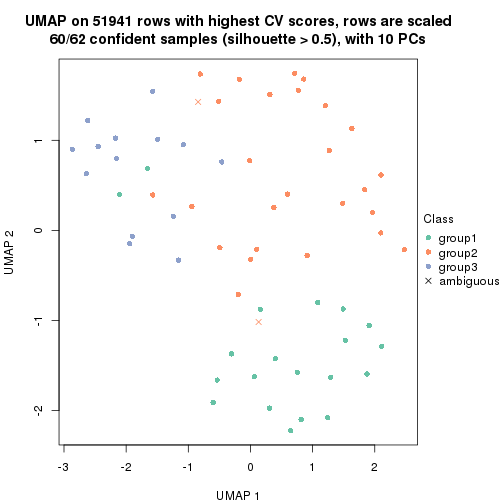 UMAP on 51941 rows with highest CV scores, rows are scaled
60/62 confident samples (silhouette > 0.5), with 10 PCs
1
0
-1
-2
UMAP 2
-3
-2
-1
0
1
2
UMAP 1
Class
group1
group2
group3
ambiguous